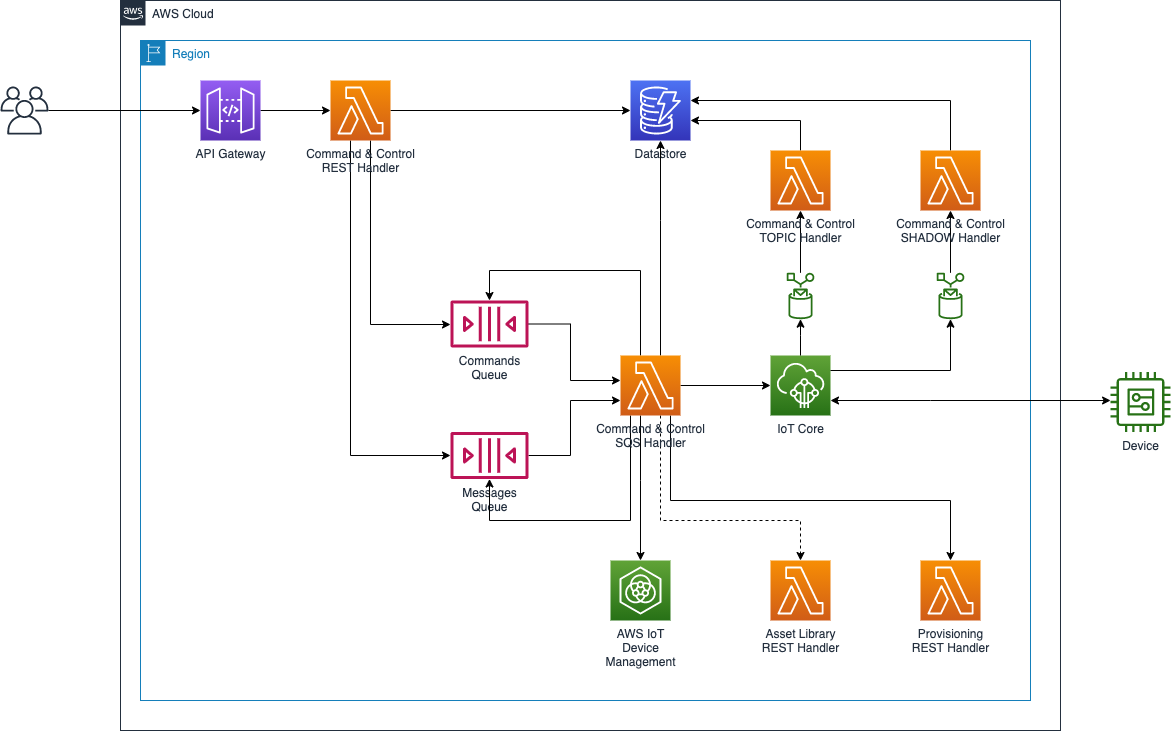 aws
AWS Cloud
Region
API Gateway
Command & Control
REST Handler
Datastore
Command & Control
TOPIC Handler
Command & Control
SHADOW Handler
Commands
Queue
Command & Control
SQS Handler
IoT Core
Device
Messages
Queue
AWS IoT
Device
Management
Asset Library
REST Handler
Provisioning
REST Handler